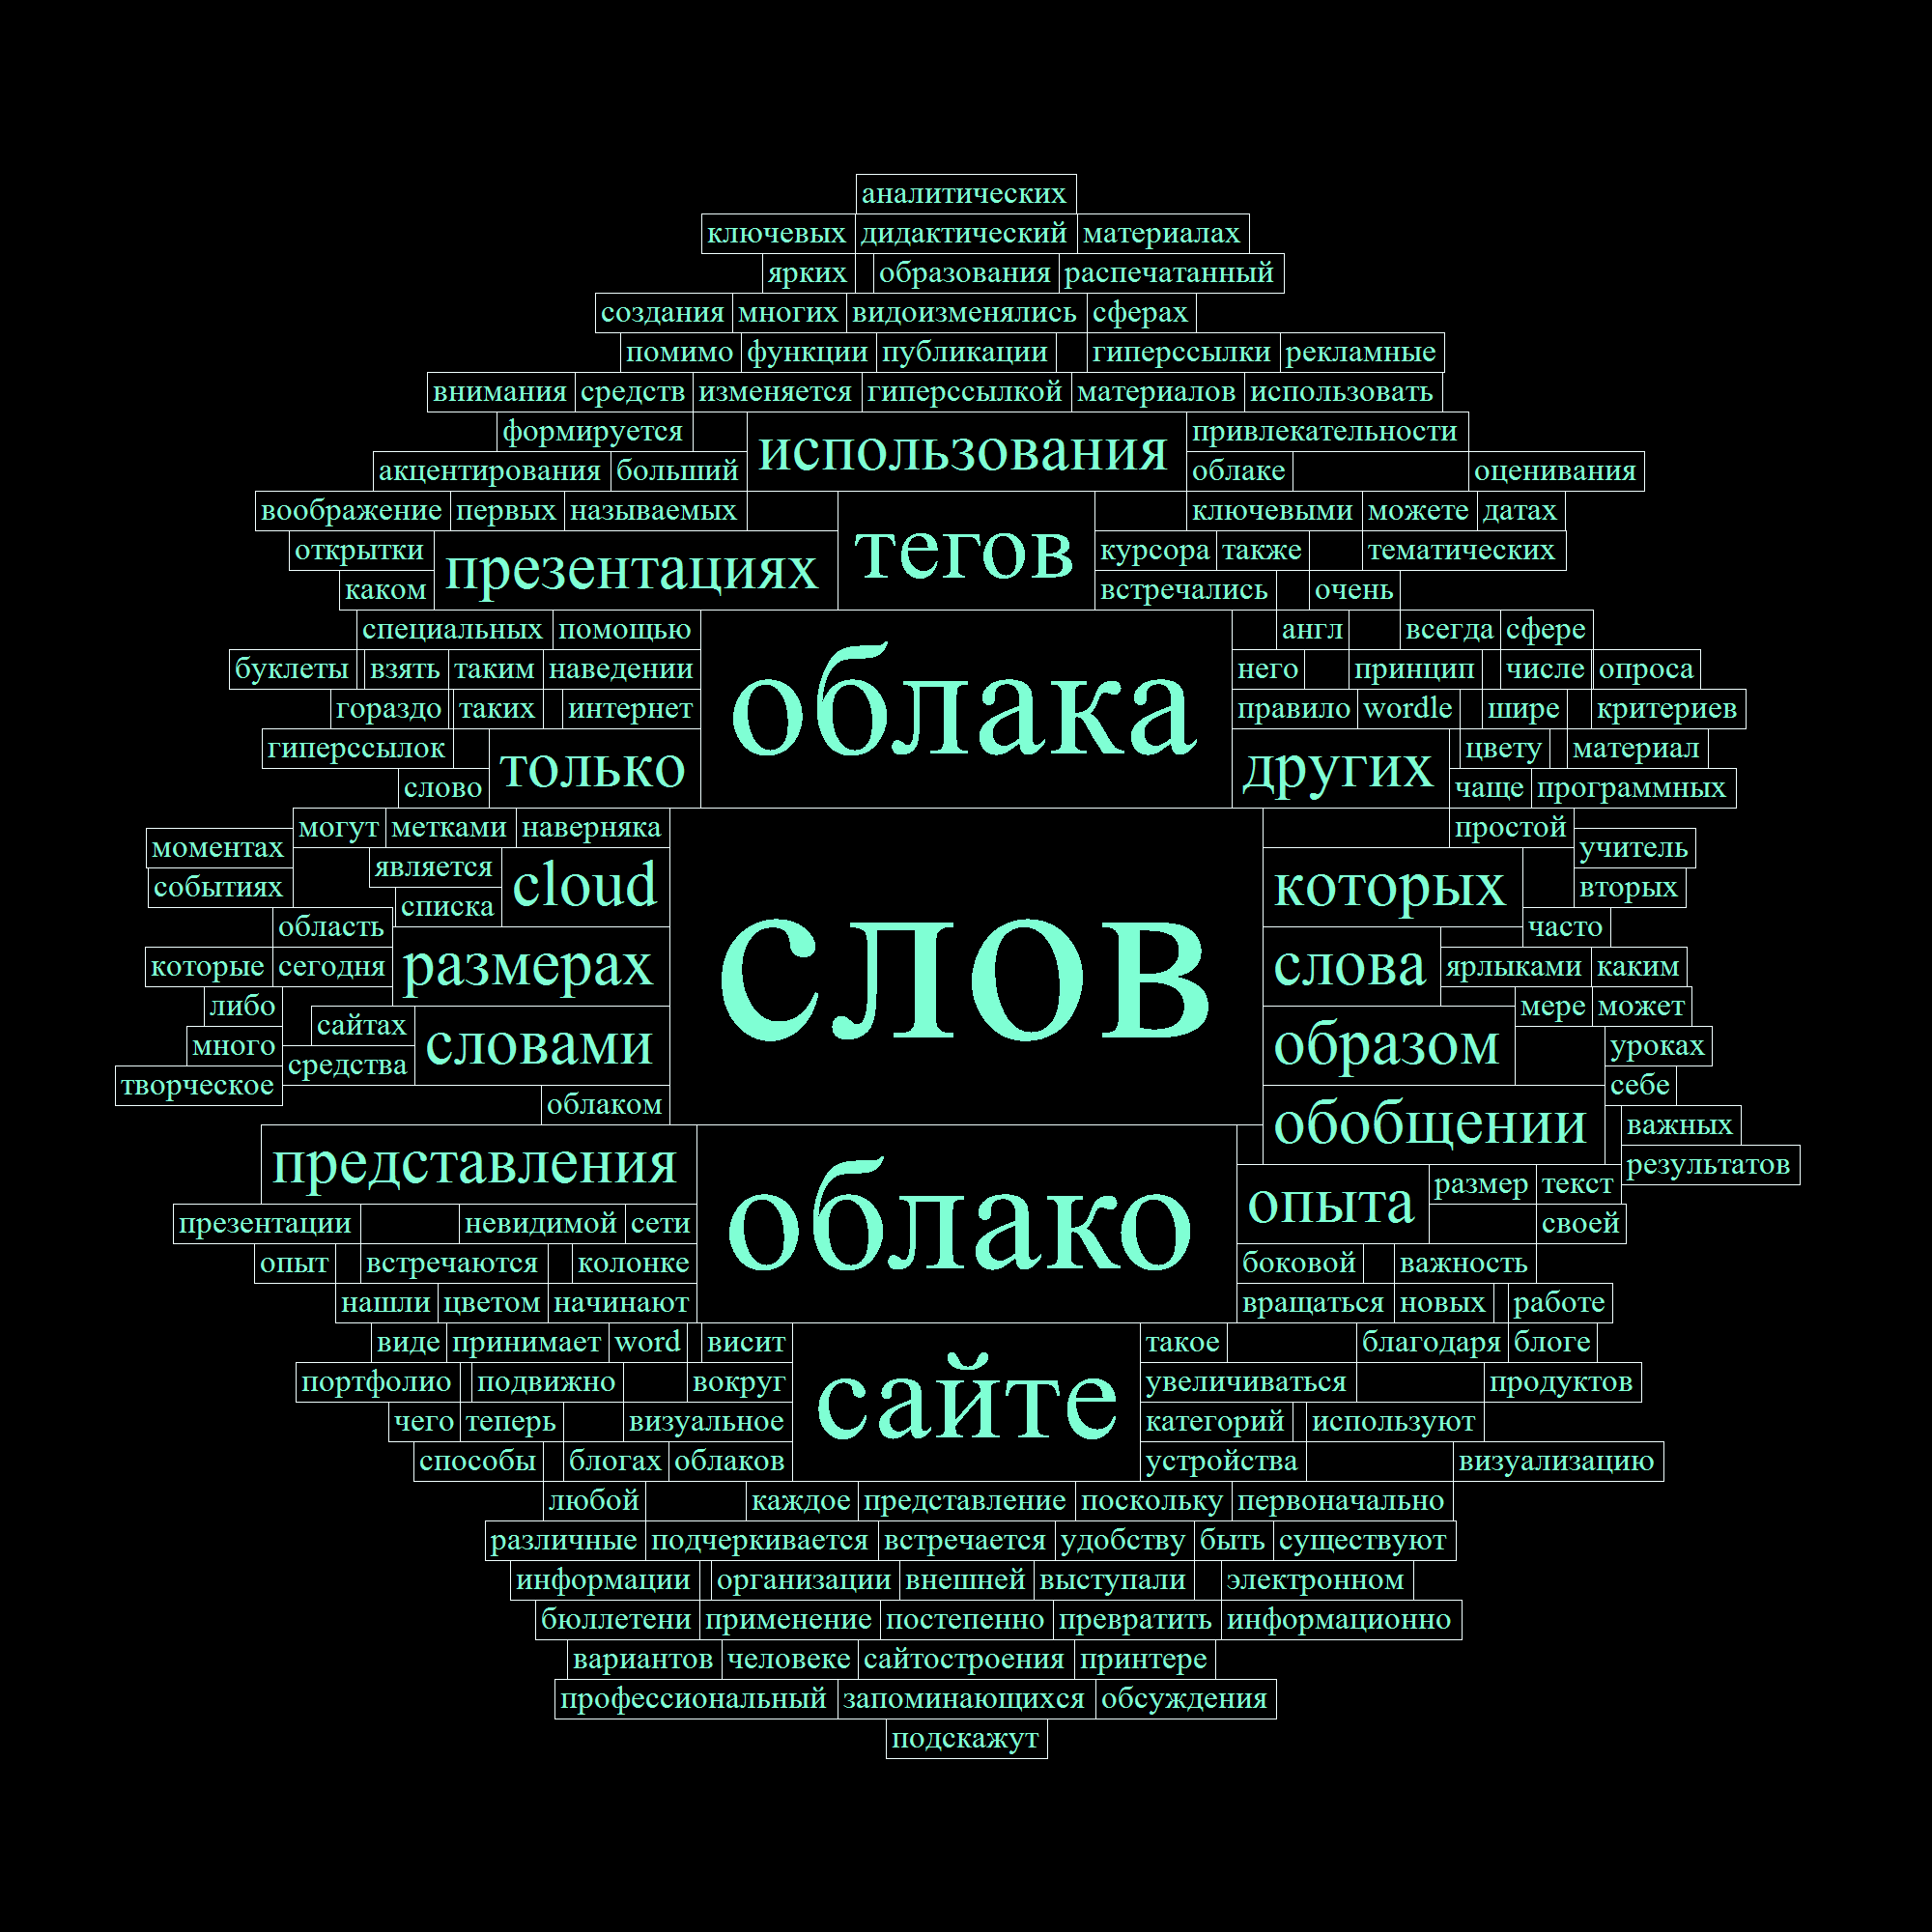 аналитических
ключевых дидактический материалах
ярких образования распечатанный
создания многих видоизменялись сферах
помимо функции публикации гиперссылки рекламные
внимания средств изменяется гиперссылкой материалов использовать
формируется использования привлекательности
акцентирования больший облаке оценивания
воображение первых называемых тегов ключевыми можете датах
открытки презентациях курсора также тематических
каком встречались очень
специальных помощью облака англ всегда сфере
буклеты взять таким наведении него принцип числе опроса
гораздо таких интернет правило wordle шире критериев
гиперссылок только других цвету материал
слово чаще программных
могут метками наверняка слов простой
моментах учитель
является cloud которых
событиях вторых
списка
область часто
которые сегодня размерах слова ярлыками каким
либо мере может
сайтах словами образом
много уроках
средства
творческое себе
облаком обобщении
важных
представления облако результатов
опыта размер текст
презентации невидимой сети своей
опыт встречаются колонке боковой важность
нашли цветом начинают вращаться новых работе
виде принимает word висит сайте такое благодаря блоге
портфолио подвижно вокруг увеличиваться продуктов
чего теперь визуальное категорий используют
способы блогах облаков устройства визуализацию
любой каждое представление поскольку первоначально
различные подчеркивается встречается удобству быть существуют
информации организации внешней выступали электронном
бюллетени применение постепенно превратить информационно
вариантов человеке сайтостроения принтере
профессиональный запоминающихся обсуждения
подскажут